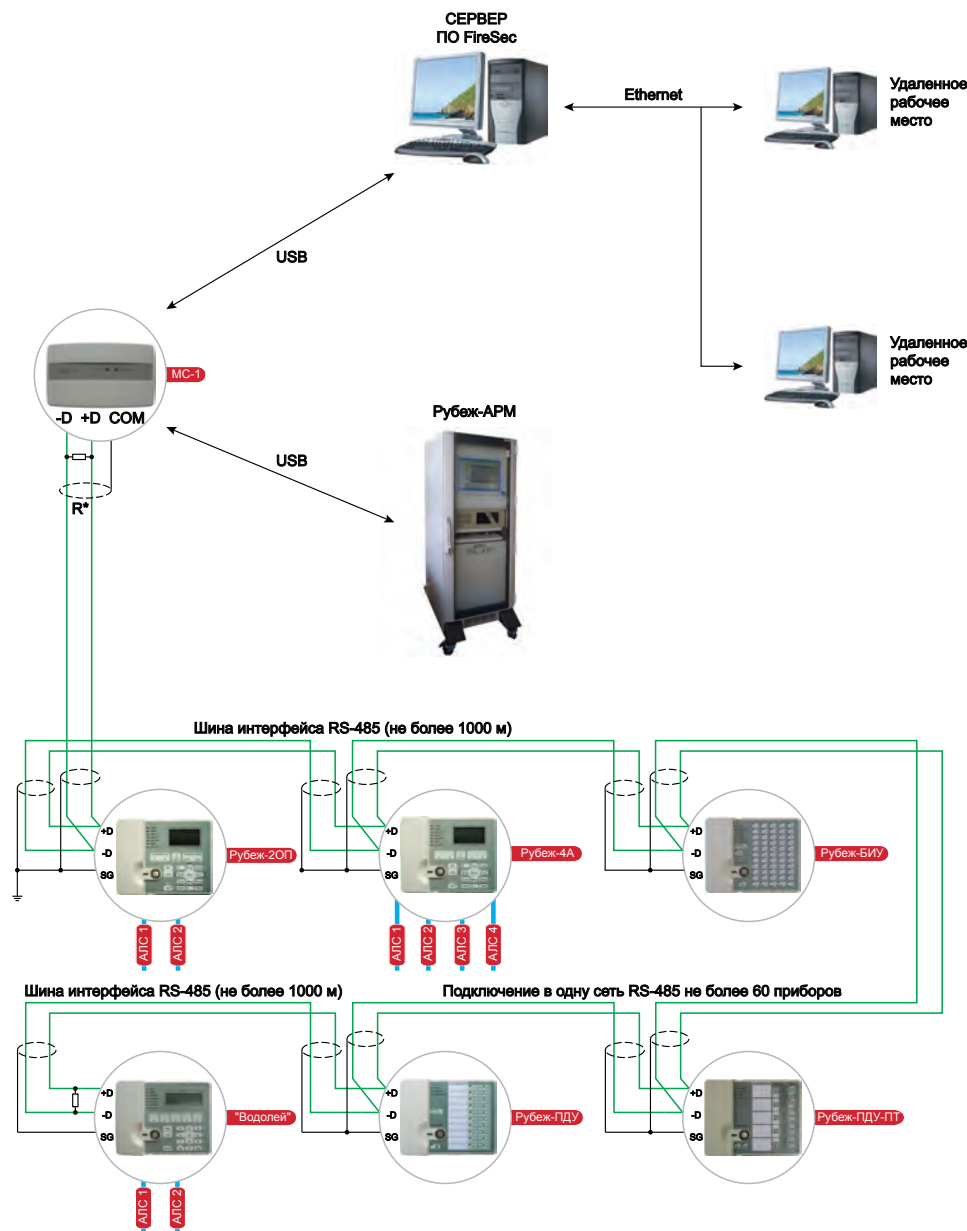 СЕРВЕР
ПО FireSec
Ethernet
Удаленное
рабочее
место
USB
МС-1
-D +D COM
R*
Удаленное
рабочее
место
Рубеж-АРМ
USB
Шина интерфейса RS-485 (не более 1000 м)
+D
-D
SG
Рубеж-2ОП
АЛС 1
АЛС 2
+D
-D
SG
Рубеж-4А
АЛС 1
АЛС 2
АЛС 3
АЛС 4
+D
-D
SG
Рубеж-БИУ
Шина интерфейса RS-485 (не более 1000 м)
Подключение в одну сеть RS-485 не более 60 приборов
+D
-D
SG
"Водолей"
АЛС 1
АЛС 2
+D
-D
SG
Рубеж-ПДУ
+D
-D
SG
Рубеж-ПДУ-ПТ